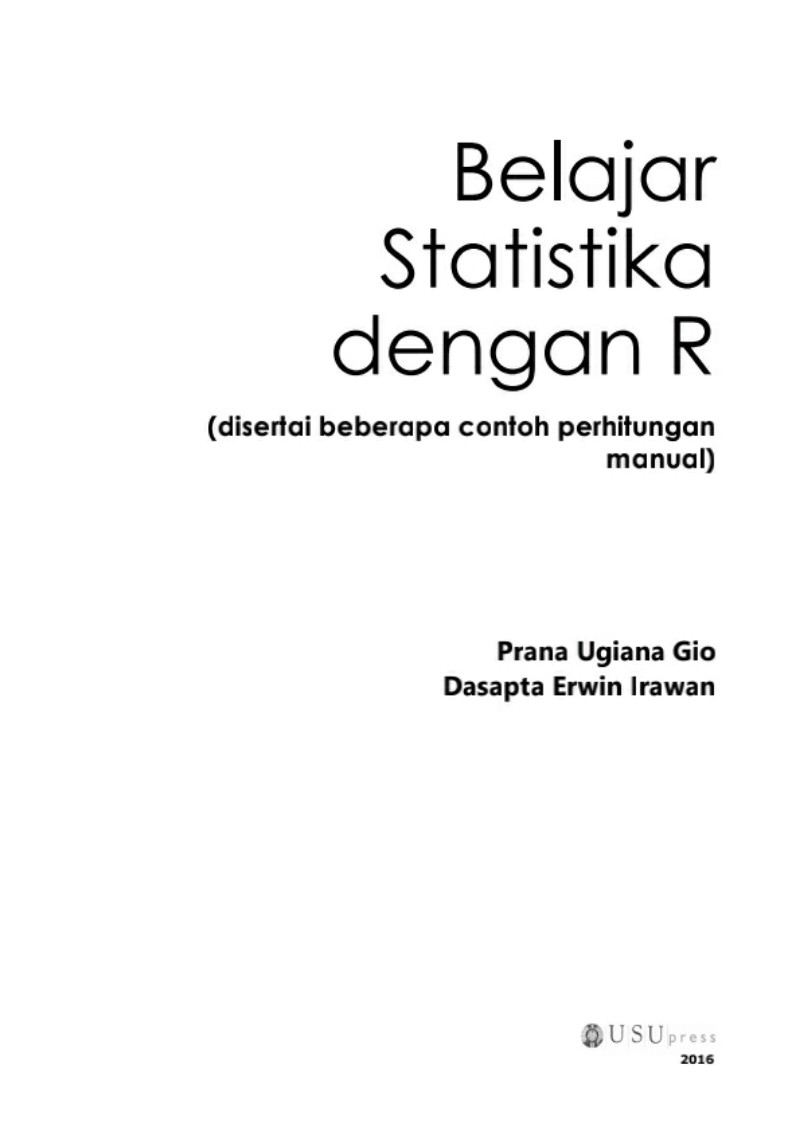 Belajar
Statistika
dengan R
(disertai beberapa contoh perhitungan
manual)
Prana Ugiana Gio
Dasapta Erwin Irawan
USUpress
2016